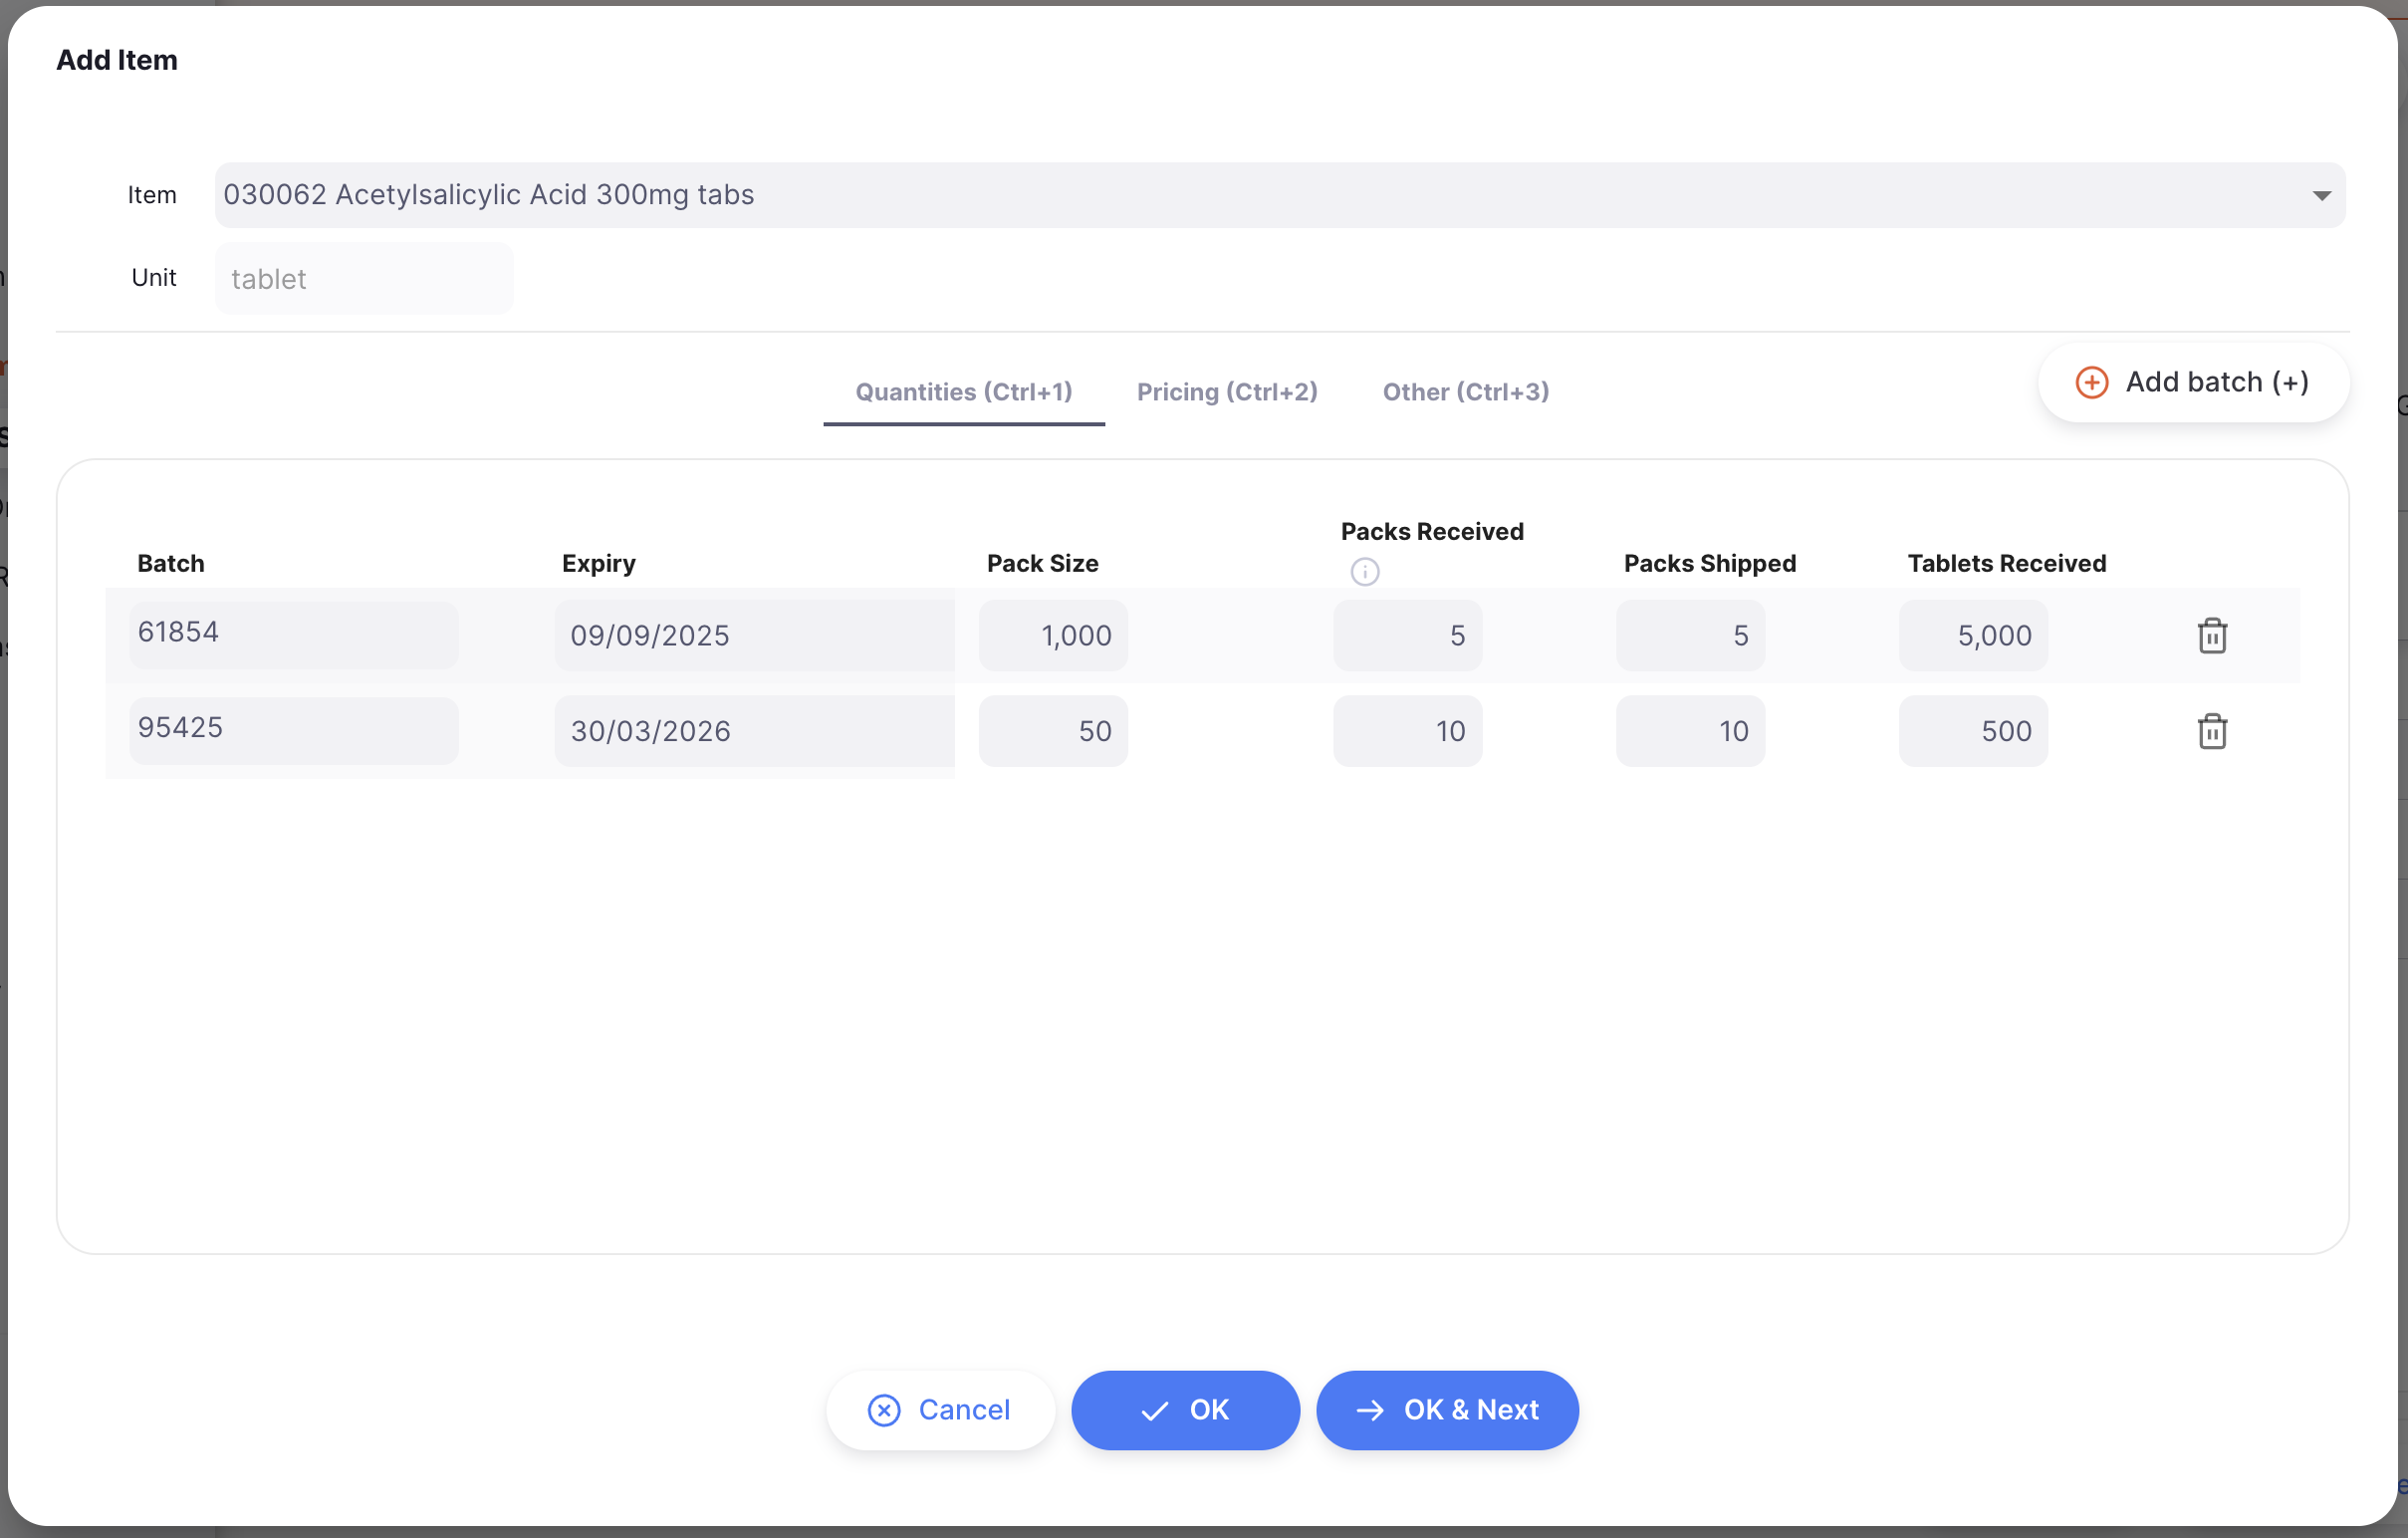 Add Item
Item 030062 Acetylsalicylic Acid 300mg tabs
Unit tablet
Quantities (Ctrl+1) Pricing (Ctrl+2) Other (Ctrl+3) Add batch (+)
Batch Expiry Pack Size Packs Received Packs Shipped Tablets Received
61854 09/09/2025 1,000 5 5 5,000
95425 30/03/2026 50 10 10 500
Cancel OK OK & Next